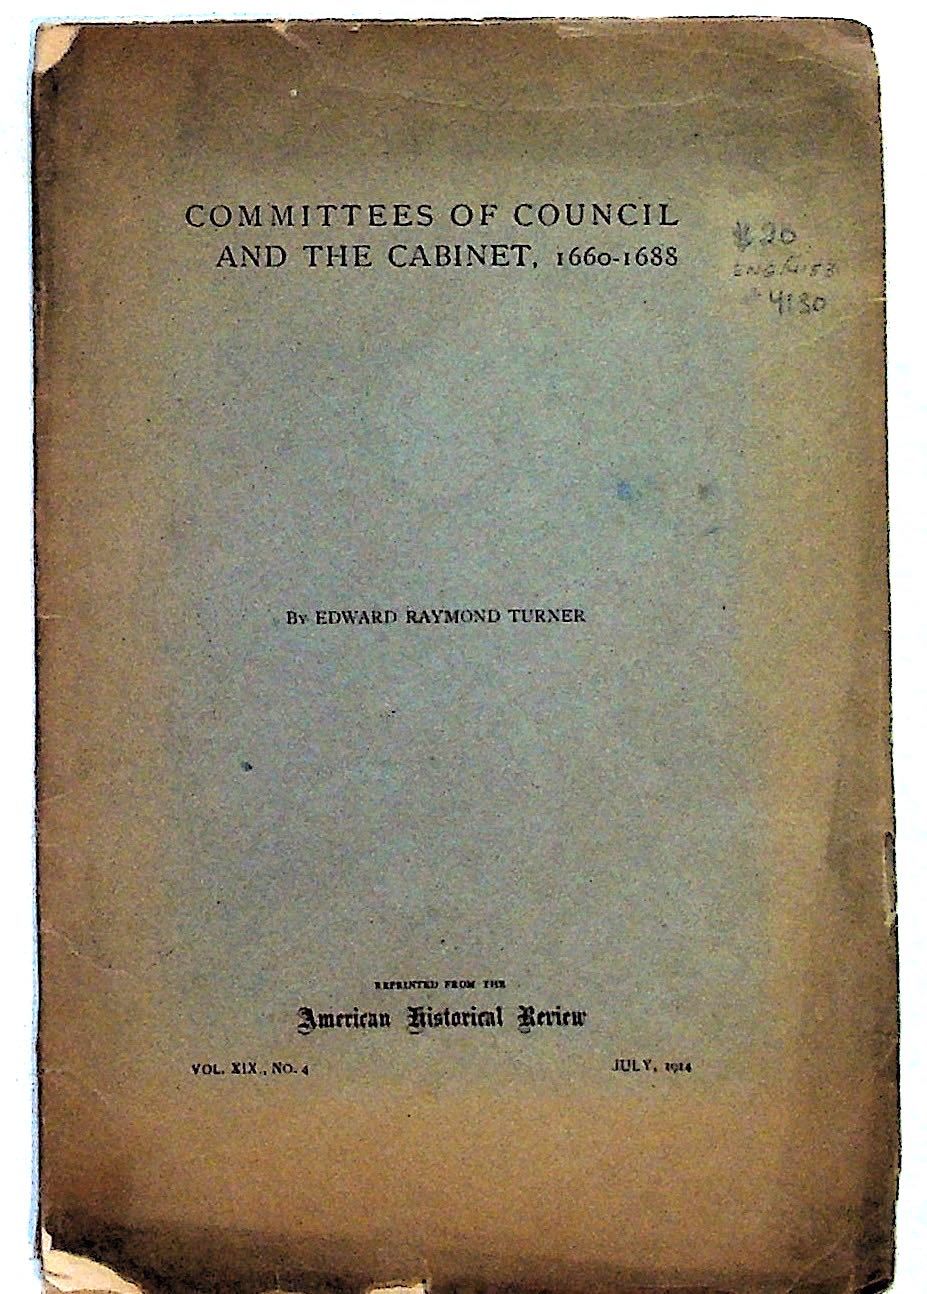 COMMITTEES OF COUNCIL
AND THE CABINET, 1660-1688
$20
# 4130
By EDWARD RAYMOND TURNER
REPRINTED FROM THE
American Historical Review
VOL. XIX., NO. 4
JULY, 1914